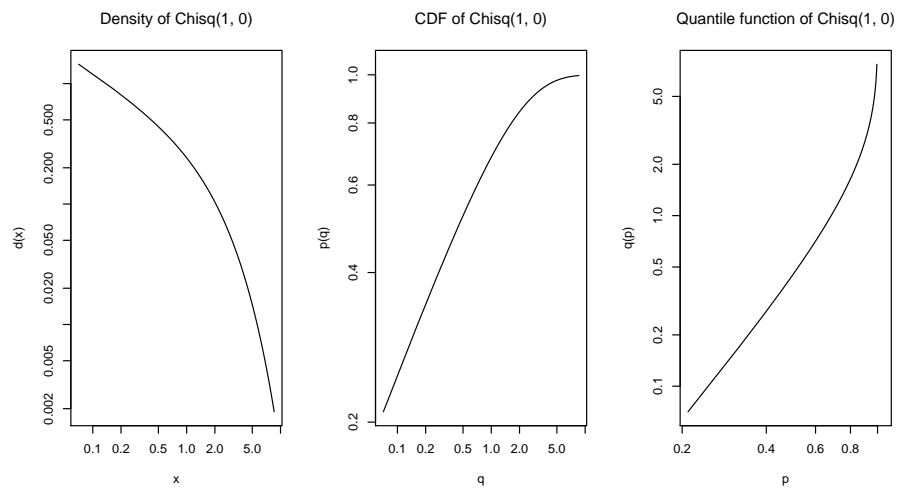 Density of Chisq(1, 0)
0.002 0.005 0.020 0.050 0.200 0.500
d(x)
0.1 0.2 0.5 1.0 2.0 5.0
x
CDF of Chisq(1, 0)
0.2 0.4 0.6 0.8 1.0
p(q)
0.1 0.2 0.5 1.0 2.0 5.0
q
Quantile function of Chisq(1, 0)
0.1 0.2 0.5 1.0 2.0 5.0
q(p)
0.2 0.4 0.6 0.8
p